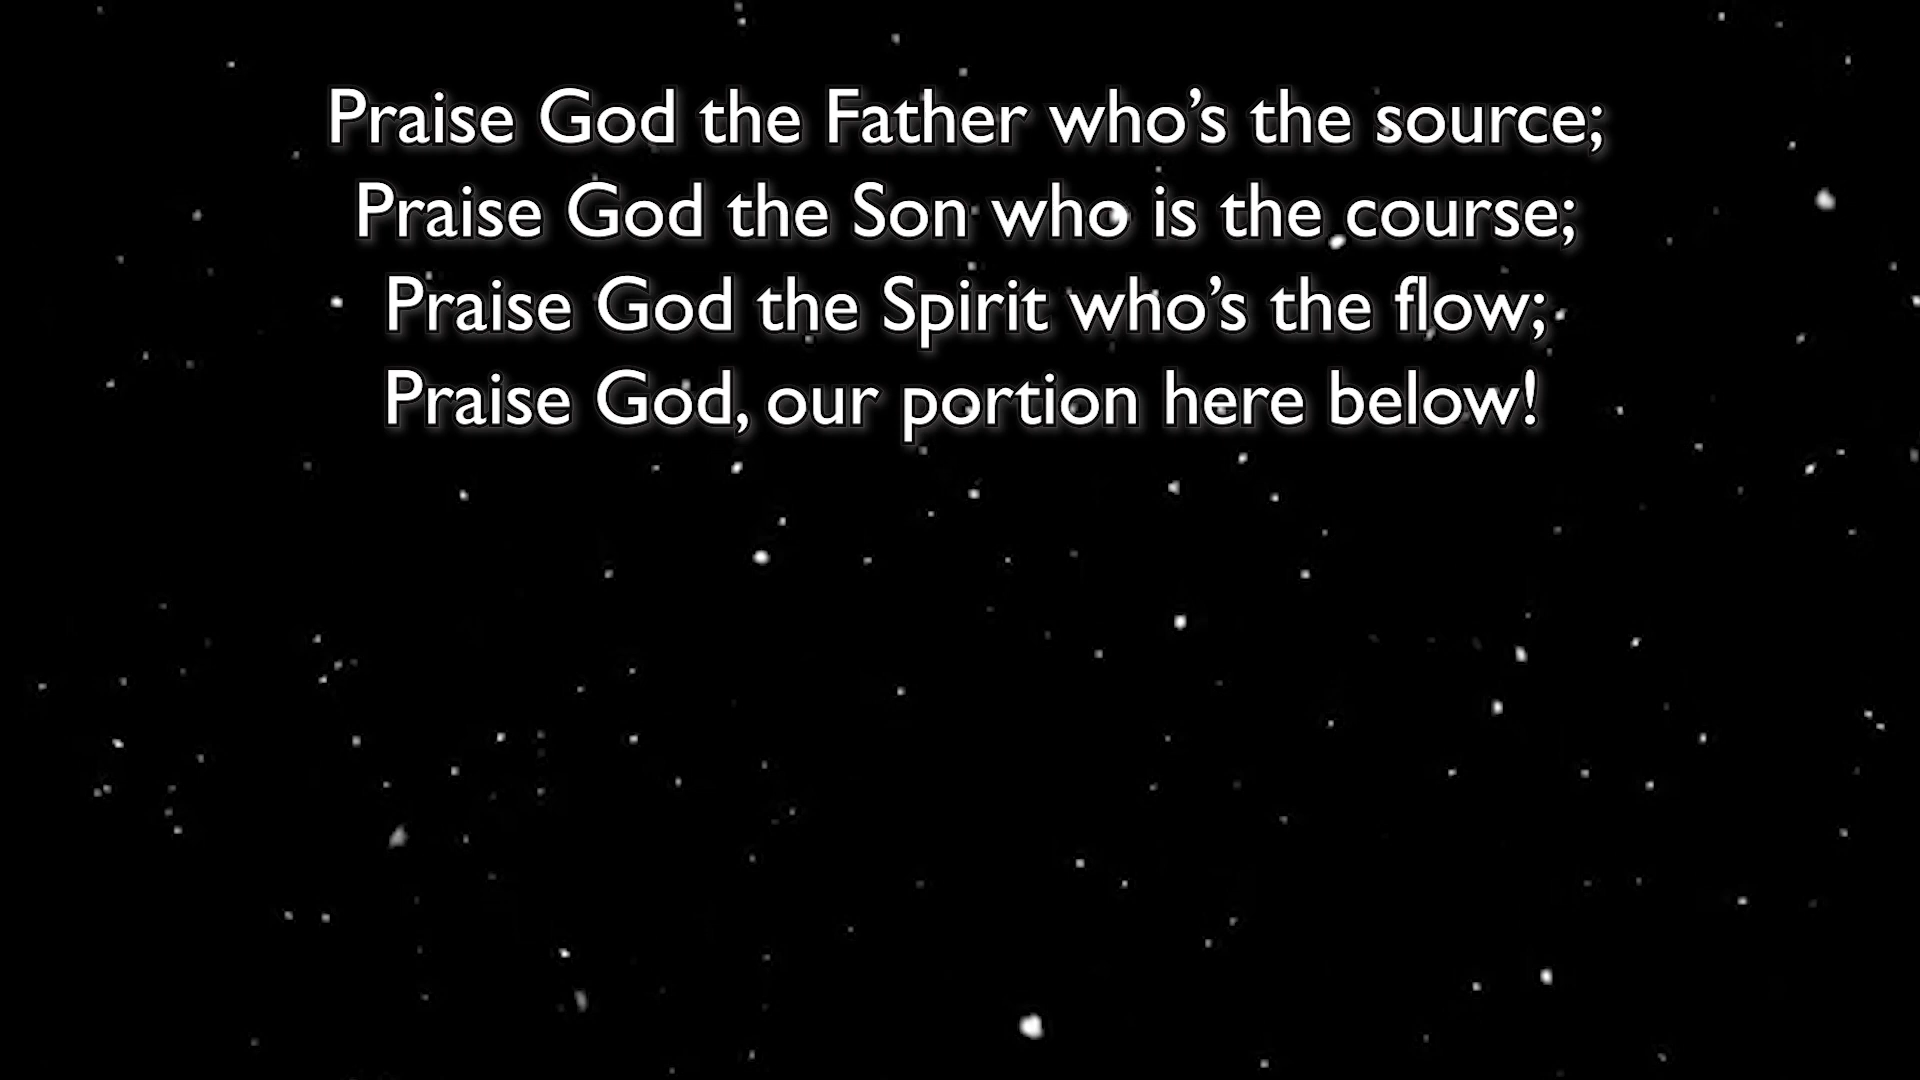 Praise God the Father who’s the source;
Praise God the Son who is the course;
Praise God the Spirit who’s the flow;
Praise God, our portion here below!